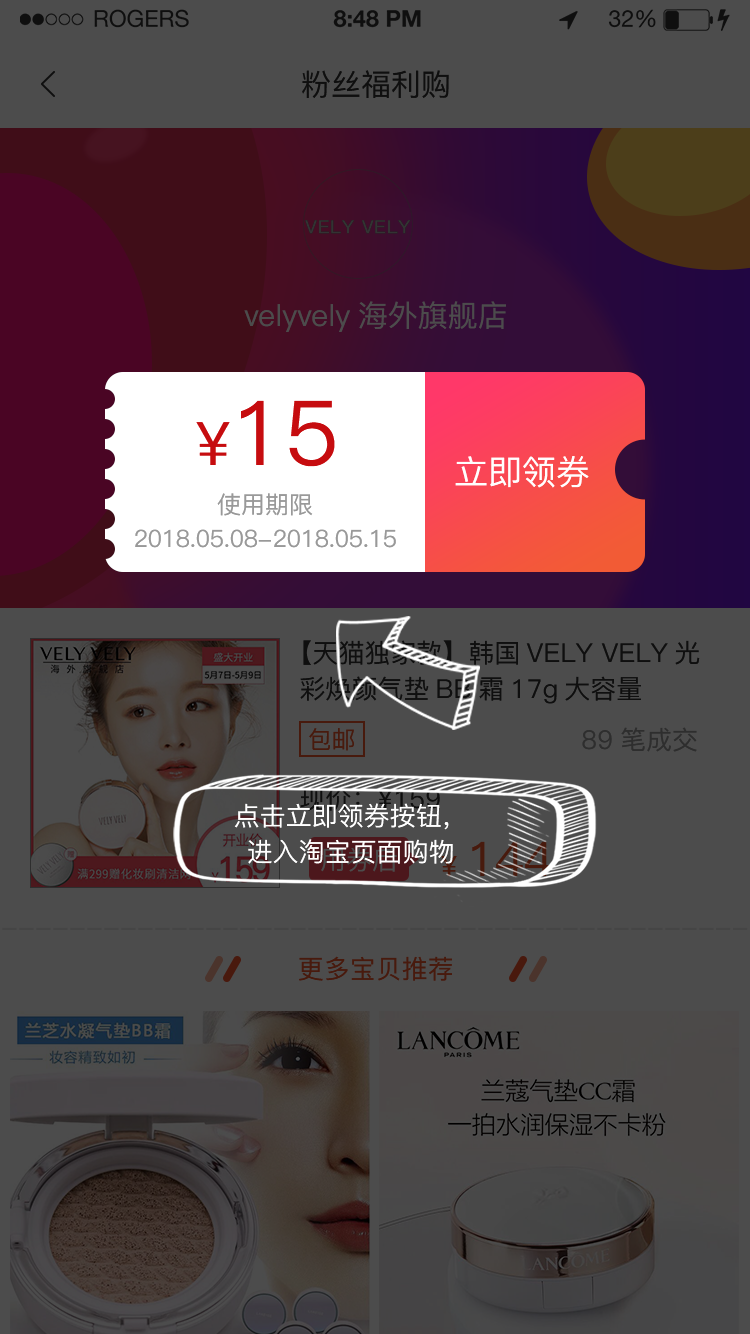 ROGERS 8:48 PM 32%
粉丝福利购
VELY VELY
velyvely 海外旗舰店
¥15
使用期限
2018.05.08-2018.05.15
立即领券
VELY VELY
海外旗舰店
盛大开业
5月7日-5月9日
VELY VELY
开业价
¥159
满299赠化妆刷清洁
【天猫独家款】韩国 VELY VELY 光
彩焕颜气垫 BB 霜 17g 大容量
包邮
89 笔成交
现价: ¥159
点击立即领券按钮，
进入淘宝页面购物
用券后
¥ 144
更多宝贝推荐
兰芝水凝气垫BB霜
妆容精致如初
LANCÔME
PARIS
兰蔻气垫CC霜
一拍水润保湿不卡粉
LANCOME